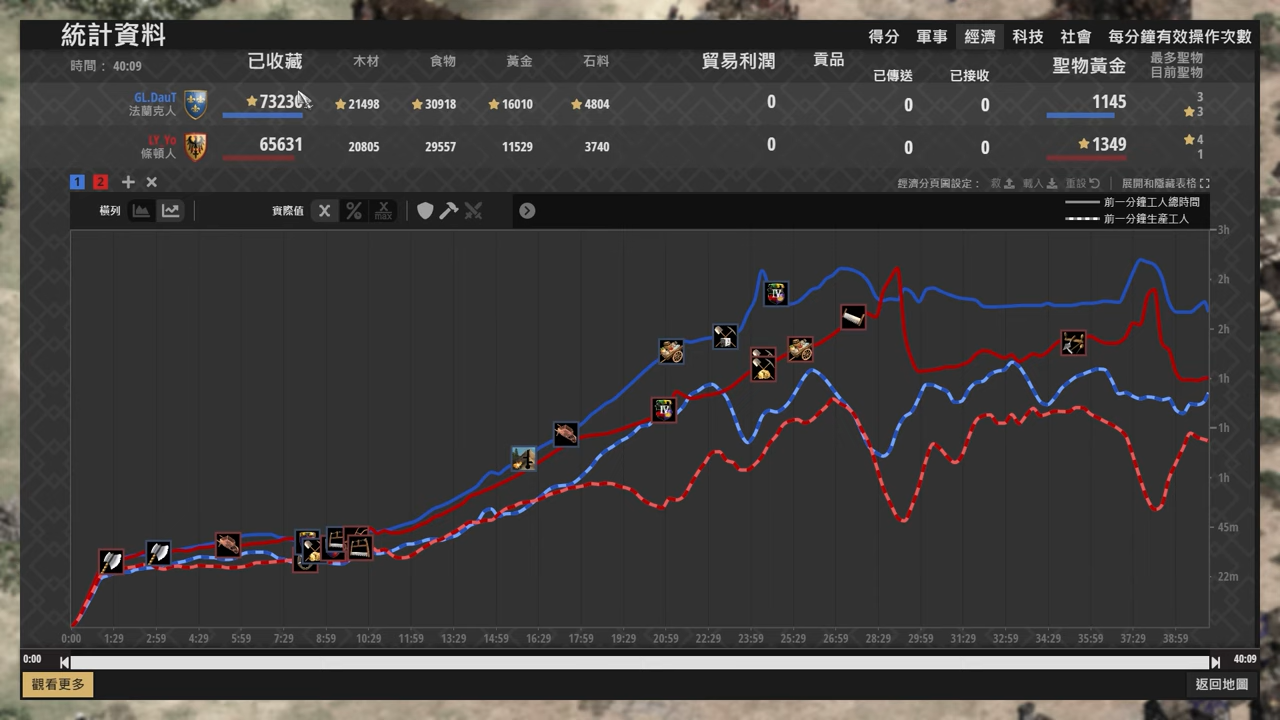 統計資料
得分 軍事 經濟 科技 社會 每分鐘有效操作次數
時間： 40:09
已收藏 木材 食物 黃金 石料 貿易利潤 貢品 已傳送 已接收 聖物黃金 最多聖物
目前聖物
GL.DauT
法蘭克人
73230 21498 30918 16010 4804 0 0 0 1145 3
3
LY_Yo
條頓人
65631 20805 29557 11529 3740 0 0 0 1349 4
1
1 2
經濟分頁圖設定： 載入 重設 展開和隱藏表格
橫列 實際值 X % X max
前一分鐘工人總時間
前一分鐘生產工人
3h
2h
2h
1h
1h
1h
45m
22m
IV
IV
0:00 1:29 2:59 4:29 5:59 7:29 8:59 10:29 11:59 13:29 14:59 16:29 17:59 19:29 20:59 22:29 23:59 25:29 26:59 28:29 29:59 31:29 32:59 34:29 35:59 37:29 38:59
0:00 40:09
觀看更多 返回地圖